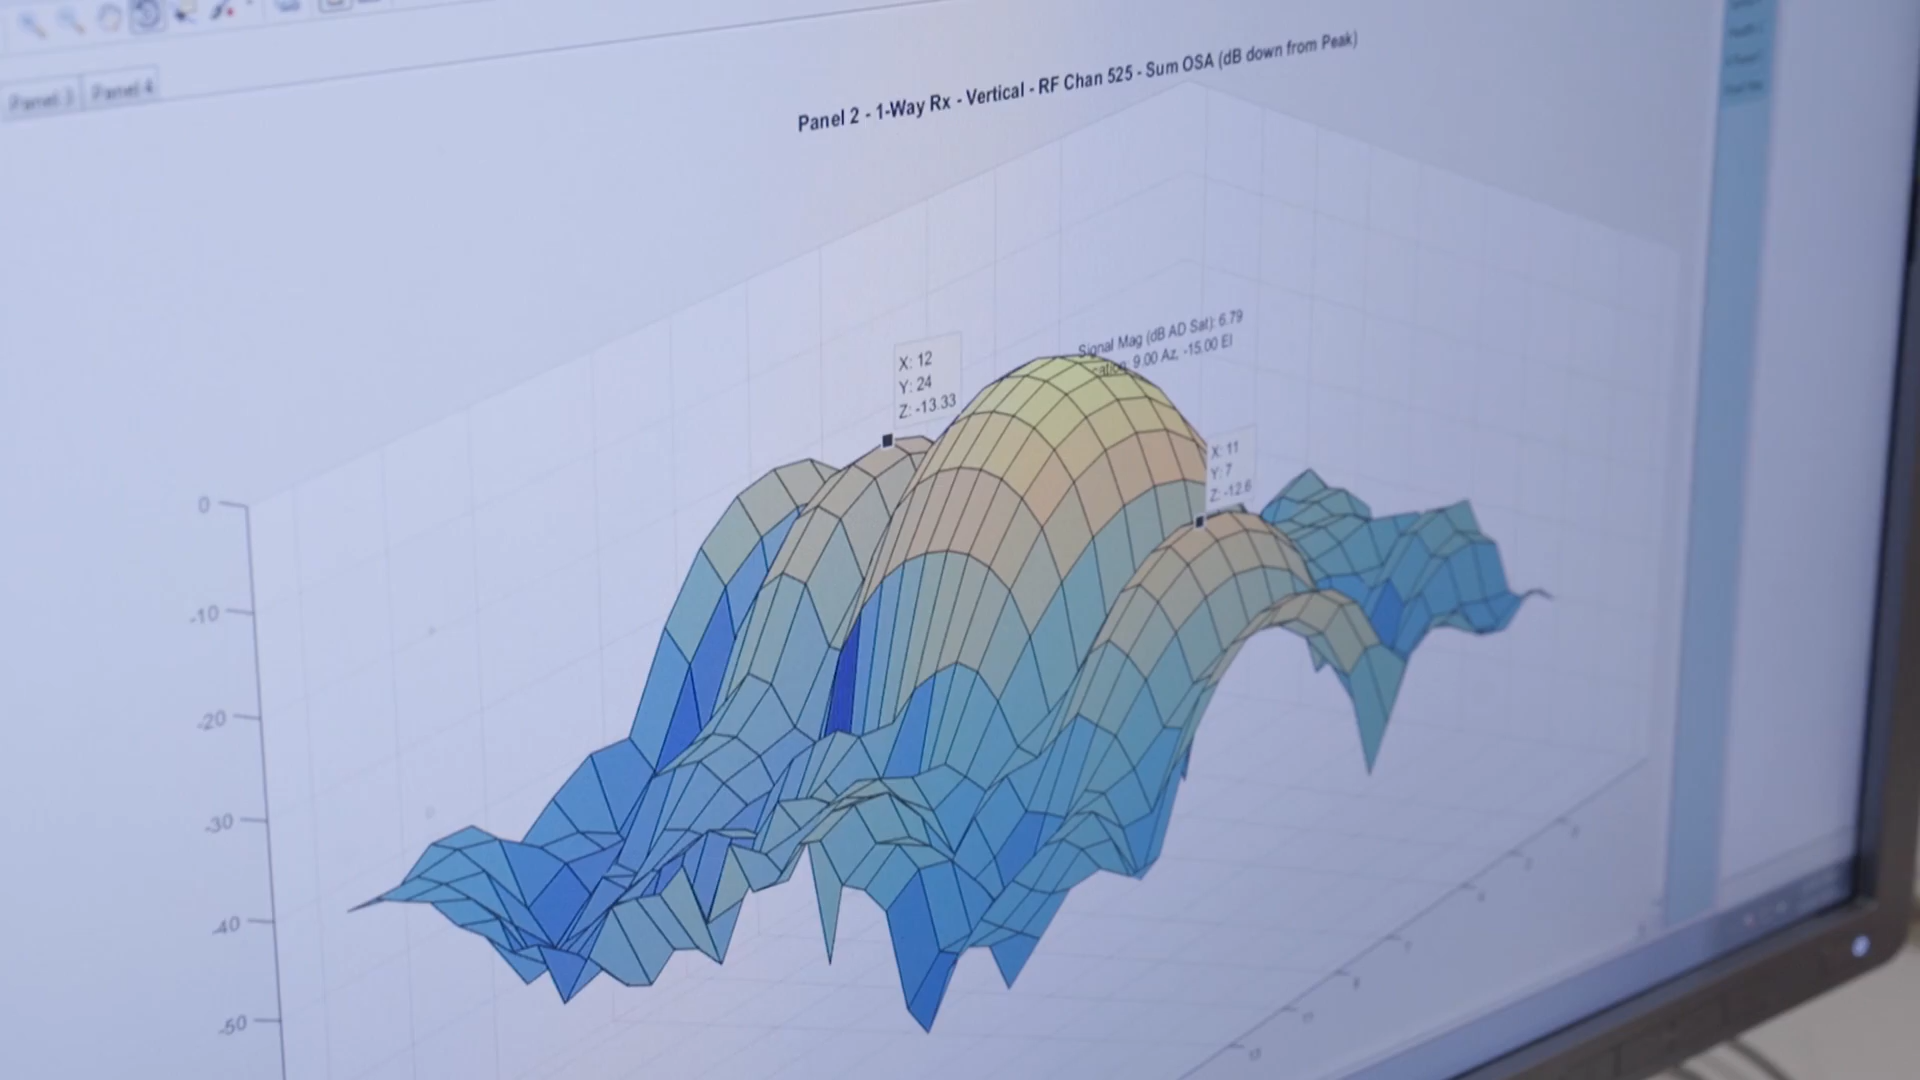 Panel 3
Panel 4
Panel 2 - 1-Way Rx - Vertical - RF Chan 525 - Sum OSA (dB down from Peak)
Signal Mag (dB AD Sat): 6.79
9.00 Az, -15.00 El
X: 12
Y: 24
Z: -13.33
X: 11
Y: 7
Z: -12.6
0
-10
-20
-30
-40
-50